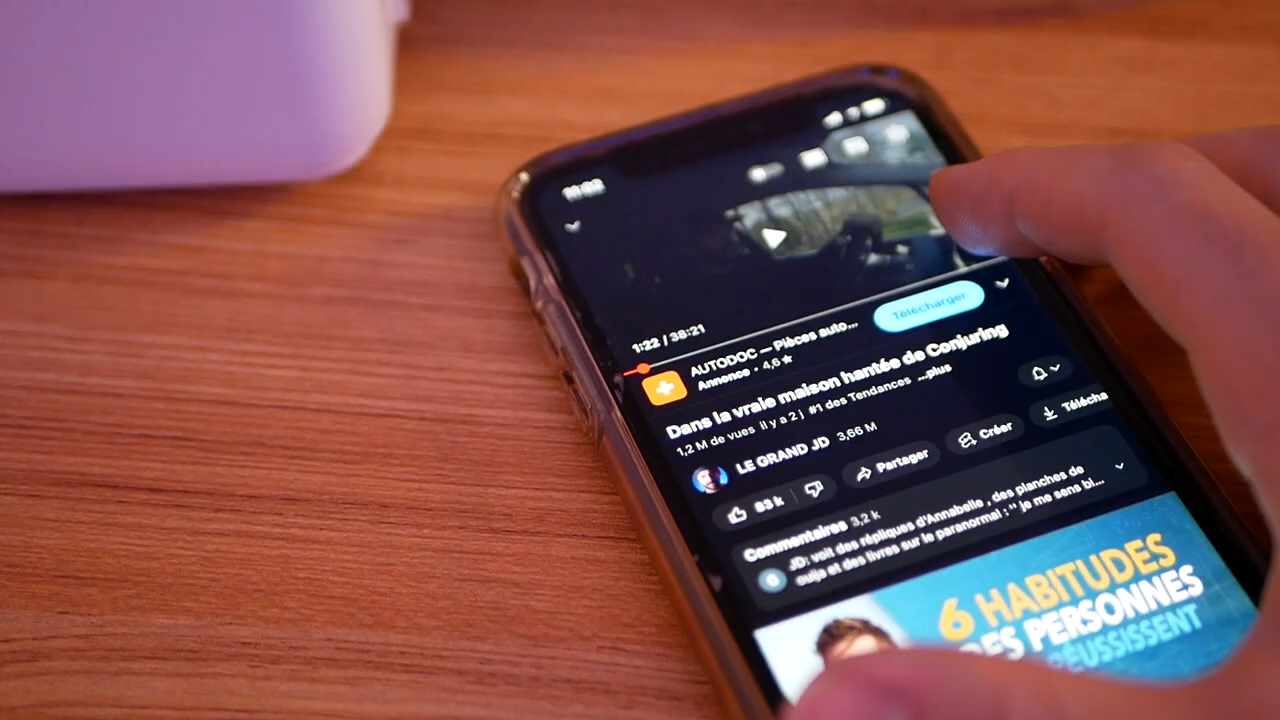 11:02
1:22 / 38:21
AUTODOC — Pièces auto...
Annonce • 4,6 ★
Télécharger
Dans la vraie maison hantée de Conjuring
1,2 M de vues il y a 2 j #1 des Tendances ...plus
LE GRAND JD 3,66 M
83 k
Partager
Créer
Télécha
Commentaires 3,2 k
G
JD: voit des répliques d'Annabelle , des planches de
ouija et des livres sur le paranormal : " je me sens bi...
6 HABITUDES
DES PERSONNES
RÉUSSISSENT